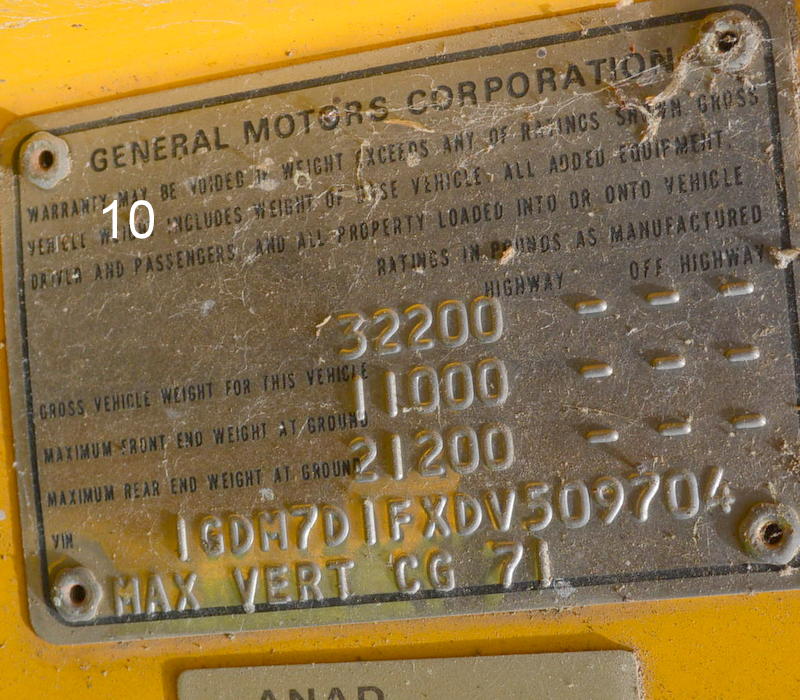 GENERAL MOTORS CORPORATION
WARRANTY MAY BE VOIDED IF WEIGHT EXCEEDS ANY OF RATINGS SHOWN. GROSS
VEHICLE WEIGHT INCLUDES WEIGHT OF BASE VEHICLE, ALL ADDED EQUIPMENT,
10
DRIVER AND PASSENGERS, AND ALL PROPERTY LOADED INTO OR ONTO VEHICLE
RATINGS IN POUNDS AS MANUFACTURED
HIGHWAY OFF HIGHWAY
GROSS VEHICLE WEIGHT FOR THIS VEHICLE 32200 - - -
MAXIMUM FRONT END WEIGHT AT GROUND 11000 - - -
MAXIMUM REAR END WEIGHT AT GROUND 21200 - - -
VIN 1GDM7D1FXDV509704
MAX VERT CG 71
ANAD